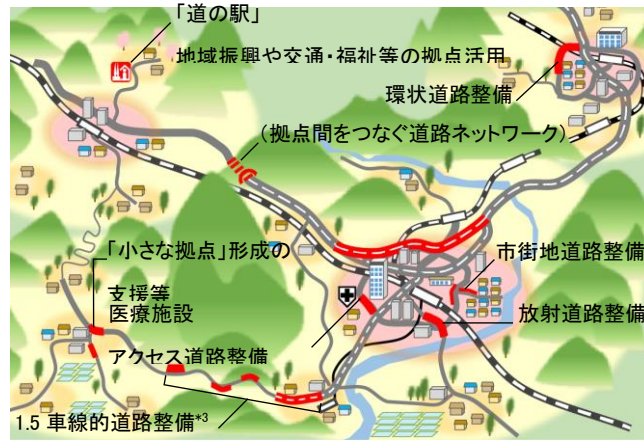 「道の駅」
地域振興や交通・福祉等の拠点活用
環状道路整備
(拠点間をつなぐ道路ネットワーク)
「小さな拠点」形成の
支援等
市街地道路整備
医療施設
放射道路整備
アクセス道路整備
1.5 車線的道路整備*3